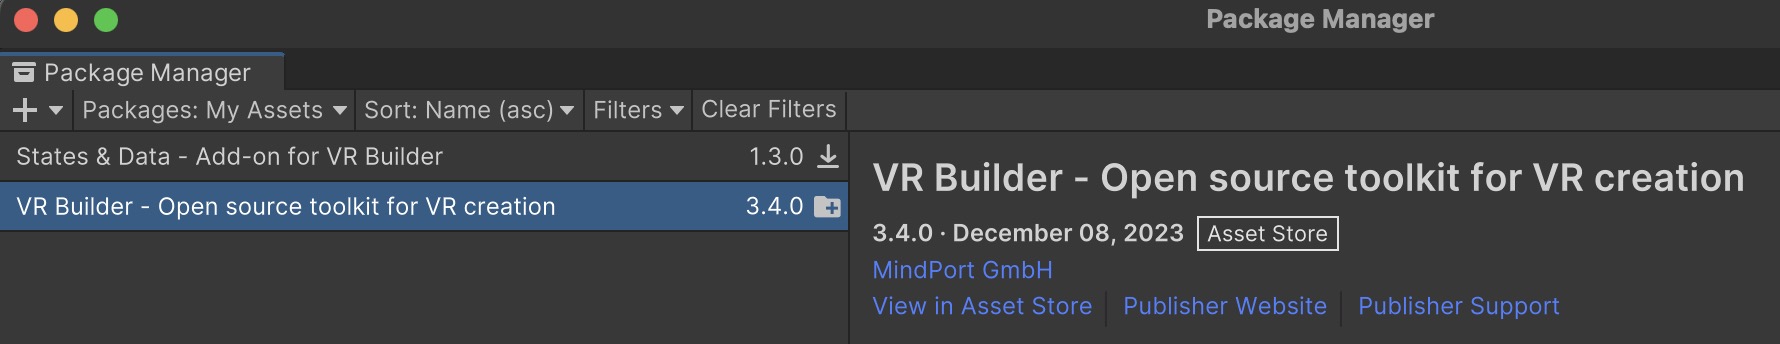 Package Manager
Package Manager
Packages: My Assets Sort: Name (asc) Filters Clear Filters
States & Data - Add-on for VR Builder 1.3.0
VR Builder - Open source toolkit for VR creation 3.4.0
VR Builder - Open source toolkit for VR creation
3.4.0 · December 08, 2023 Asset Store
MindPort GmbH
View in Asset Store Publisher Website Publisher Support